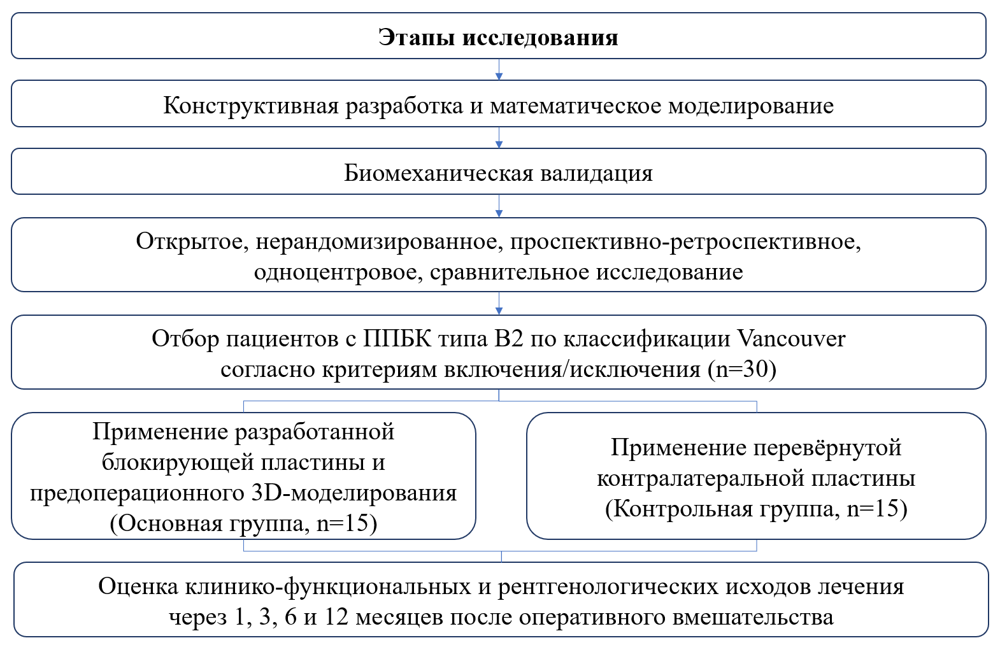 Этапы исследования
Конструктивная разработка и математическое моделирование
Биомеханическая валидация
Открытое, нерандомизированное, проспективно-ретроспективное,
одноцентровое, сравнительное исследование
Отбор пациентов с ППБК типа B2 по классификации Vancouver
согласно критериям включения/исключения (n=30)
Применение разработанной
блокирующей пластины и
предоперационного 3D-моделирования
(Основная группа, n=15)
Применение перевёрнутой
контралатеральной пластины
(Контрольная группа, n=15)
Оценка клинико-функциональных и рентгенологических исходов лечения
через 1, 3, 6 и 12 месяцев после оперативного вмешательства